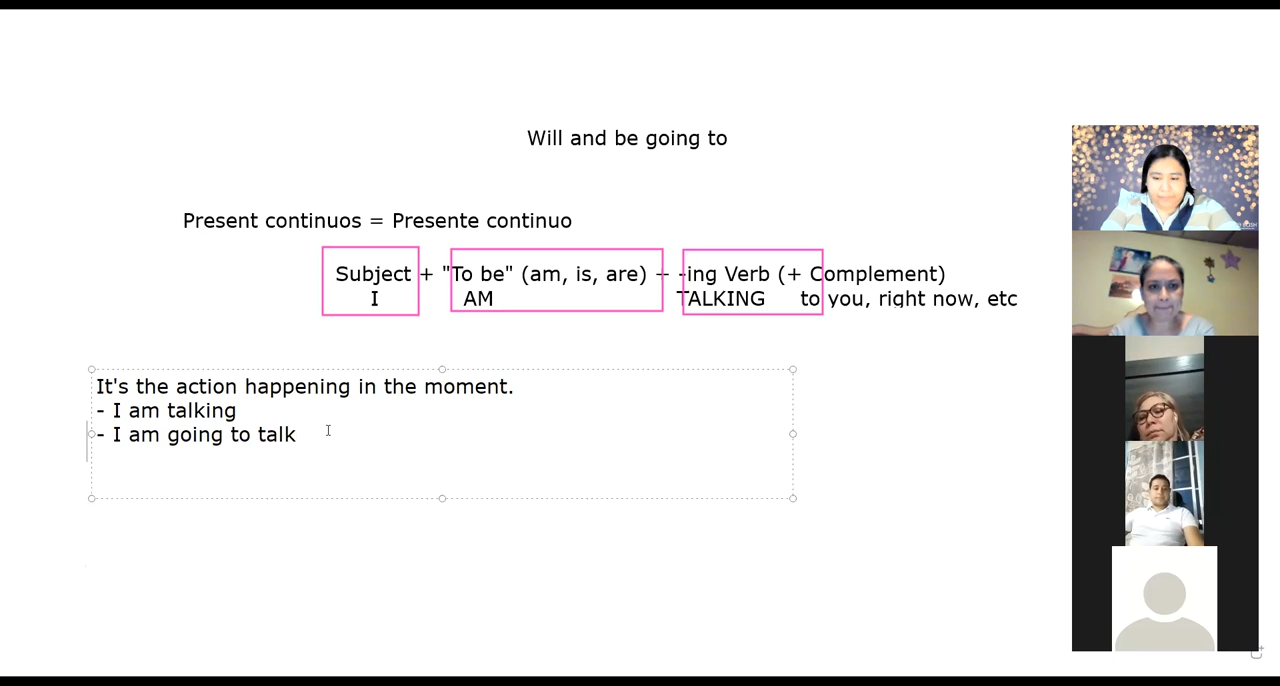 Will and be going to
Present continuos = Presente continuo
Subject + "To be" (am, is, are) + -ing Verb (+ Complement)
I AM TALKING to you, right now, etc
It's the action happening in the moment.
- I am talking
- I am going to talk